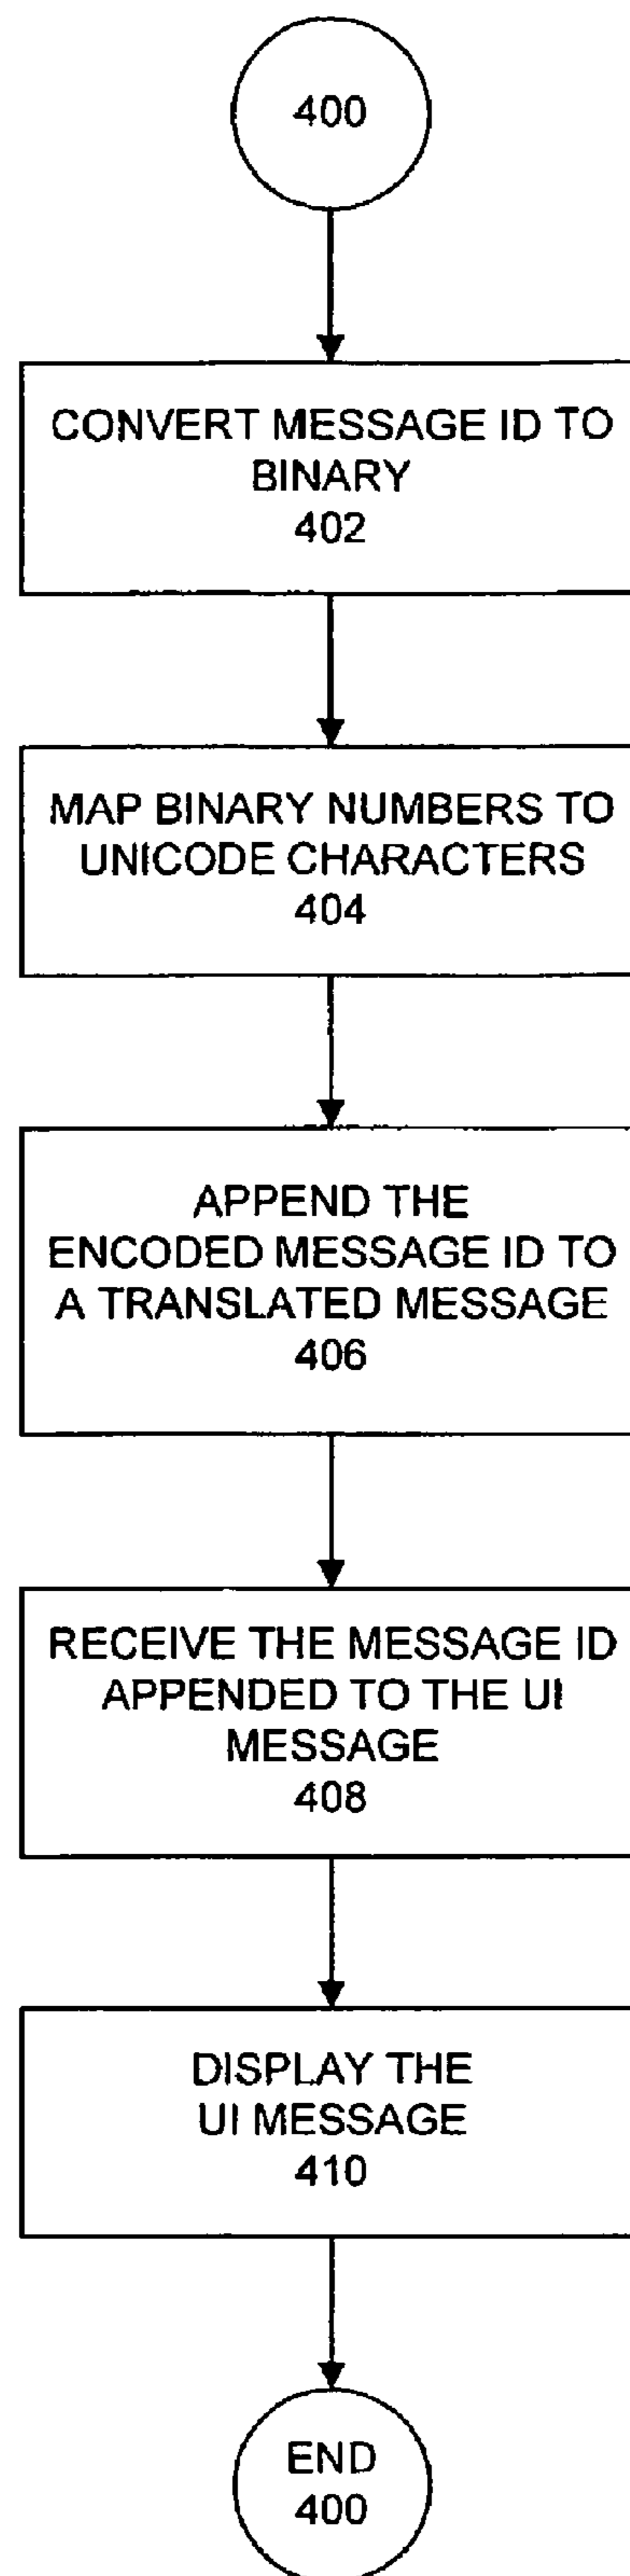 400
CONVERT MESSAGE ID TO
BINARY
402
MAP BINARY NUMBERS TO
UNICODE CHARACTERS
404
APPEND THE
ENCODED MESSAGE ID TO
A TRANSLATED MESSAGE
406
RECEIVE THE MESSAGE ID
APPENDED TO THE UI
MESSAGE
408
DISPLAY THE
UI MESSAGE
410
END
400